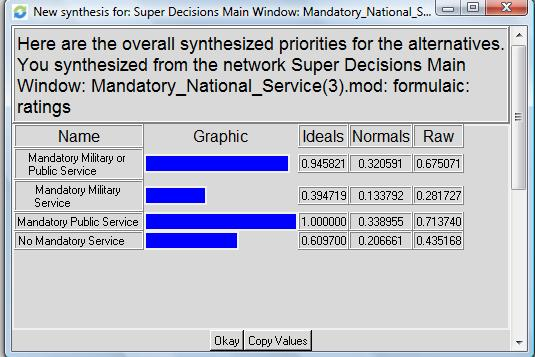 New synthesis for: Super Decisions Main Window: Mandatory_National_S...
Here are the overall synthesized priorities for the alternatives.
You synthesized from the network Super Decisions Main
Window: Mandatory_National_Service(3).mod: formulaic:
ratings
Name Graphic Ideals Normals Raw
Mandatory Military or
Public Service 0.945821 0.320591 0.675071
Mandatory Military
Service 0.394719 0.133792 0.281727
Mandatory Public Service 1.000000 0.338955 0.713740
No Mandatory Service 0.609700 0.206661 0.435168
Okay Copy Values